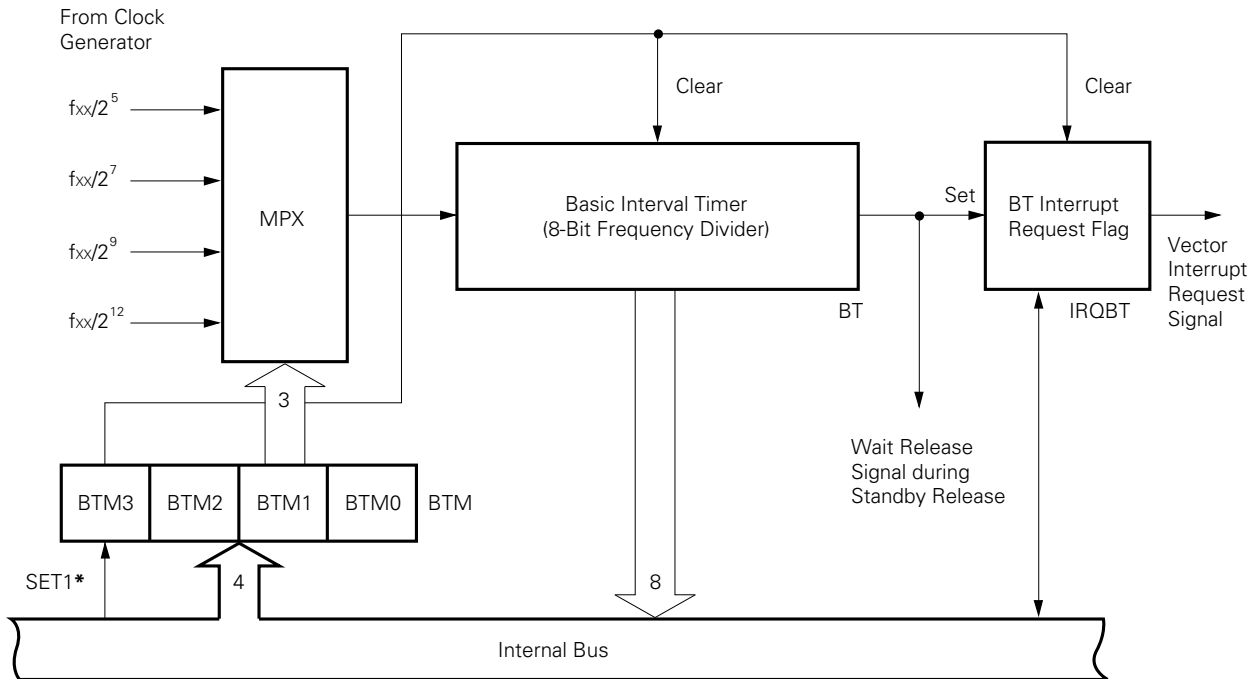 From Clock
Generator
fxx/2^5
fxx/2^7
fxx/2^9
fxx/2^12
MPX
3
Clear
Basic Interval Timer
(8-Bit Frequency Divider)
BT
Clear
Set
BT Interrupt
Request Flag
IRQBT
Vector
Interrupt
Request
Signal
Wait Release
Signal during
Standby Release
BTM3
BTM2
BTM1
BTM0
BTM
SET1*
4
8
Internal Bus